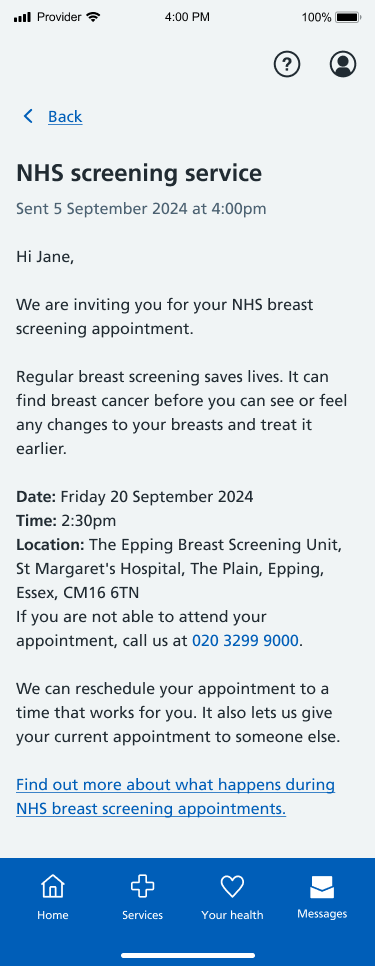 Provider 4:00 PM 100%
?
Back
NHS screening service
Sent 5 September 2024 at 4:00pm
Hi Jane,
We are inviting you for your NHS breast
screening appointment.
Regular breast screening saves lives. It can
find breast cancer before you can see or feel
any changes to your breasts and treat it
earlier.
Date: Friday 20 September 2024
Time: 2:30pm
Location: The Epping Breast Screening Unit,
St Margaret's Hospital, The Plain, Epping,
Essex, CM16 6TN
If you are not able to attend your
appointment, call us at 020 3299 9000.
We can reschedule your appointment to a
time that works for you. It also lets us give
your current appointment to someone else.
Find out more about what happens during
NHS breast screening appointments.
Home Services Your health Messages